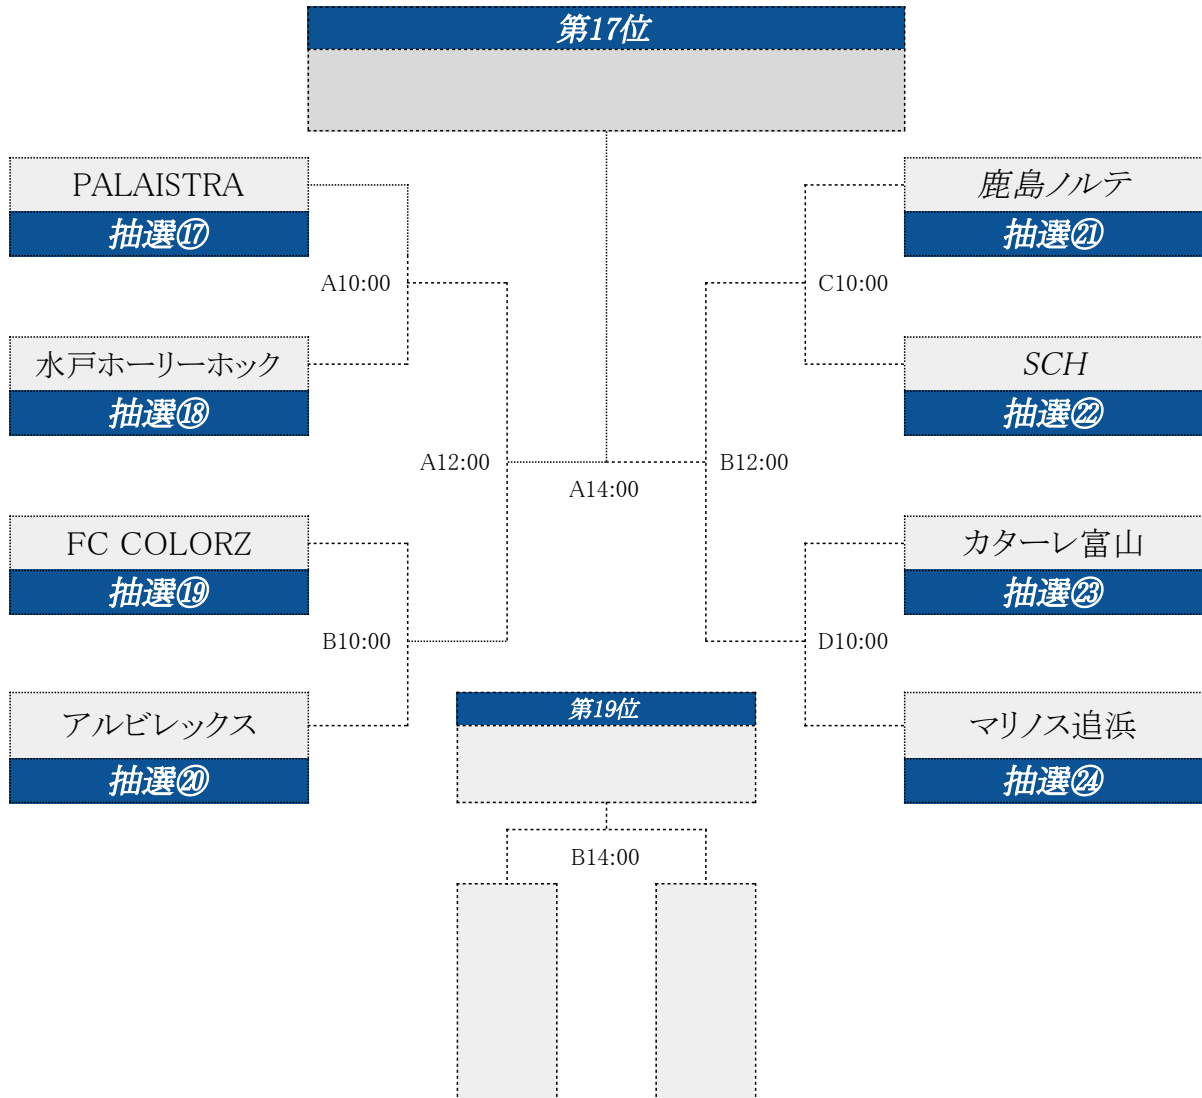 第17位
PALAISTRA
抽選⑰
A10:00
水戸ホーリーホック
抽選⑱
A12:00
FC COLORZ
抽選⑲
B10:00
アルビレックス
抽選⑳
A14:00
鹿島ノルテ
抽選㉑
C10:00
SCH
抽選㉒
B12:00
カターレ富山
抽選㉓
D10:00
マリノス追浜
抽選㉔
第19位
B14:00